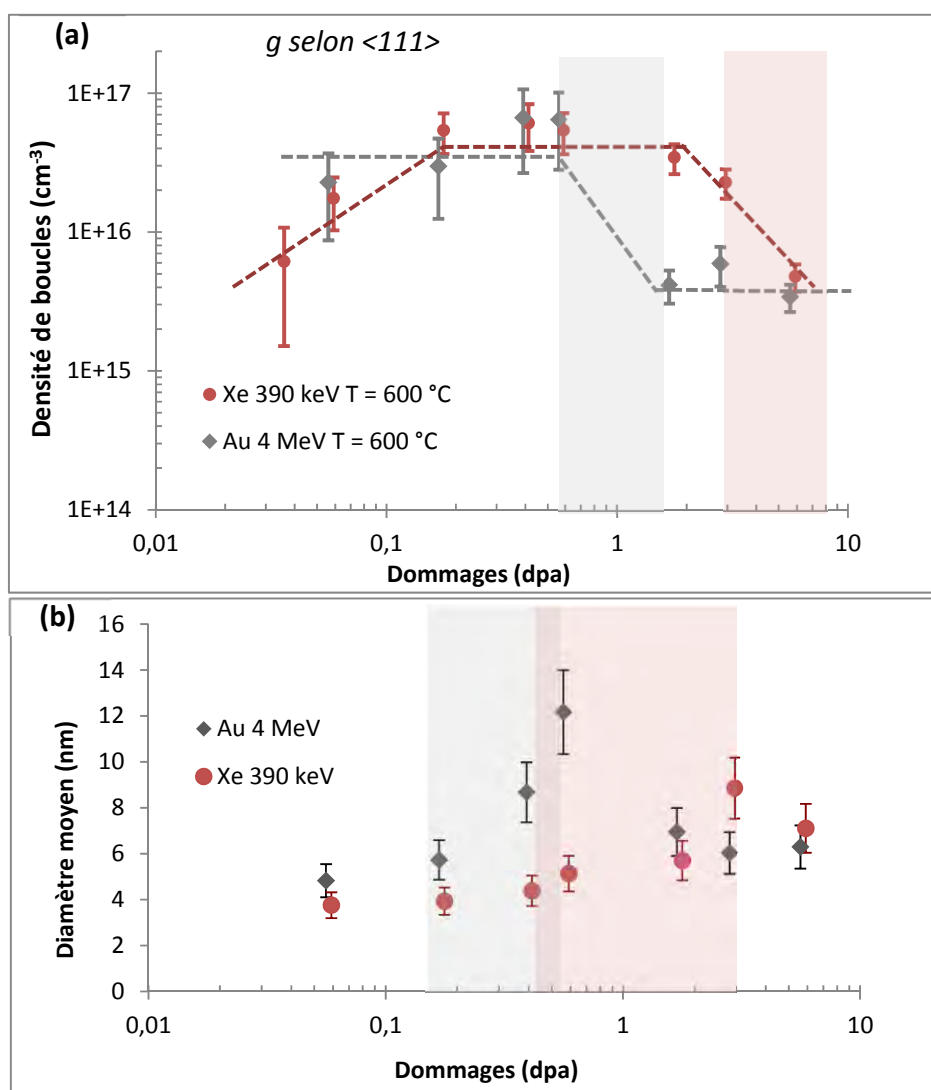 (a)
g selon <111>
1E+17
1E+16
1E+15
1E+14
Densité de boucles (cm⁻³)
Xe 390 keV T = 600 °C
Au 4 MeV T = 600 °C
0,01
0,1
1
10
Dommages (dpa)
(b)
16
14
12
10
8
6
4
2
0
Diamètre moyen (nm)
Au 4 MeV
Xe 390 keV
0,01
0,1
1
10
Dommages (dpa)